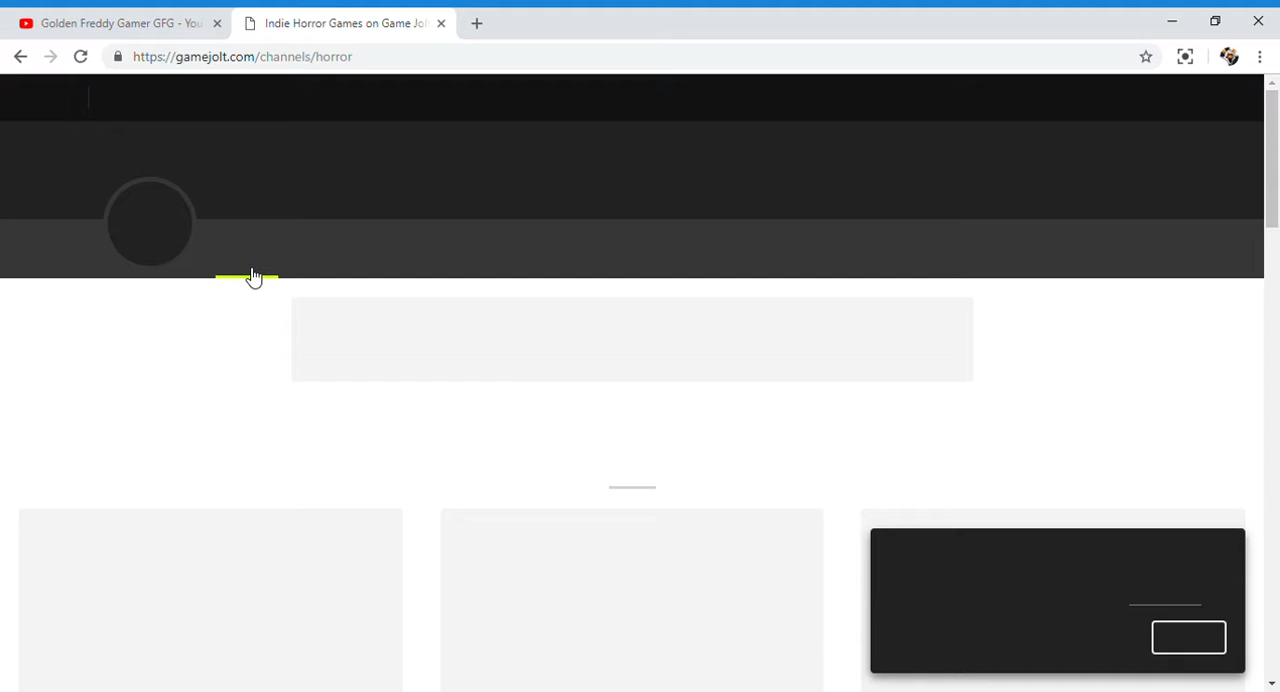 Golden Freddy Gamer GFG - You
Indie Horror Games on Game Jol
https://gamejolt.com/channels/horror